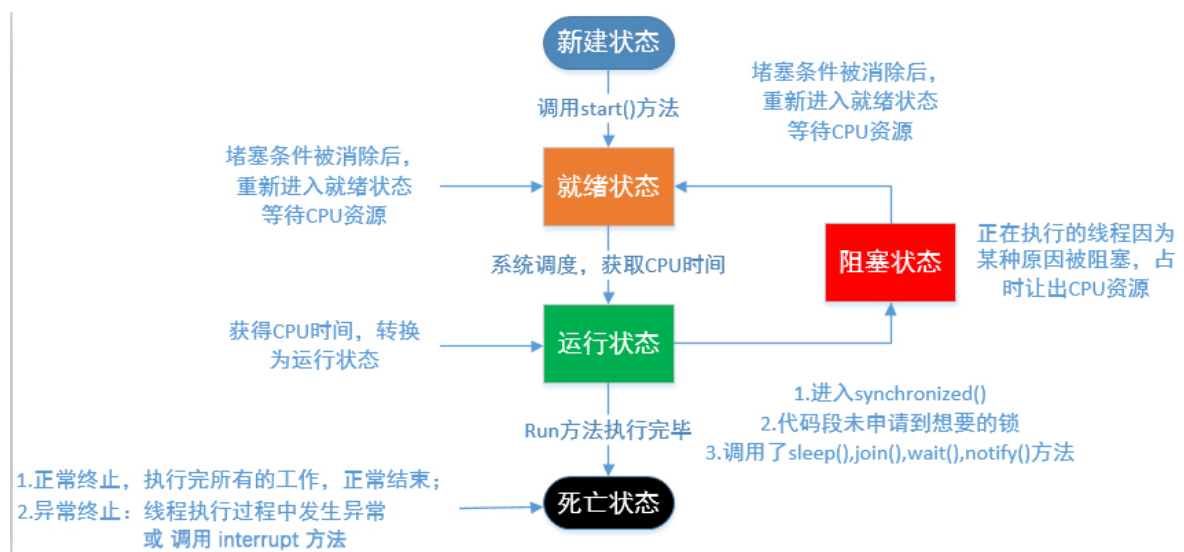 新建状态
调用start()方法
堵塞条件被消除后，
重新进入就绪状态
等待CPU资源
堵塞条件被消除后，
重新进入就绪状态
等待CPU资源
就绪状态
系统调度，获取CPU时间
阻塞状态
正在执行的线程因为
某种原因被阻塞，占
时让出CPU资源
获得CPU时间，转换
为运行状态
运行状态
1.进入synchronized()
2.代码段未申请到想要的锁
3.调用了sleep(),join(),wait(),notify()方法
Run方法执行完毕
1.正常终止，执行完所有的工作，正常结束；
2.异常终止：线程执行过程中发生异常
或 调用 interrupt 方法
死亡状态